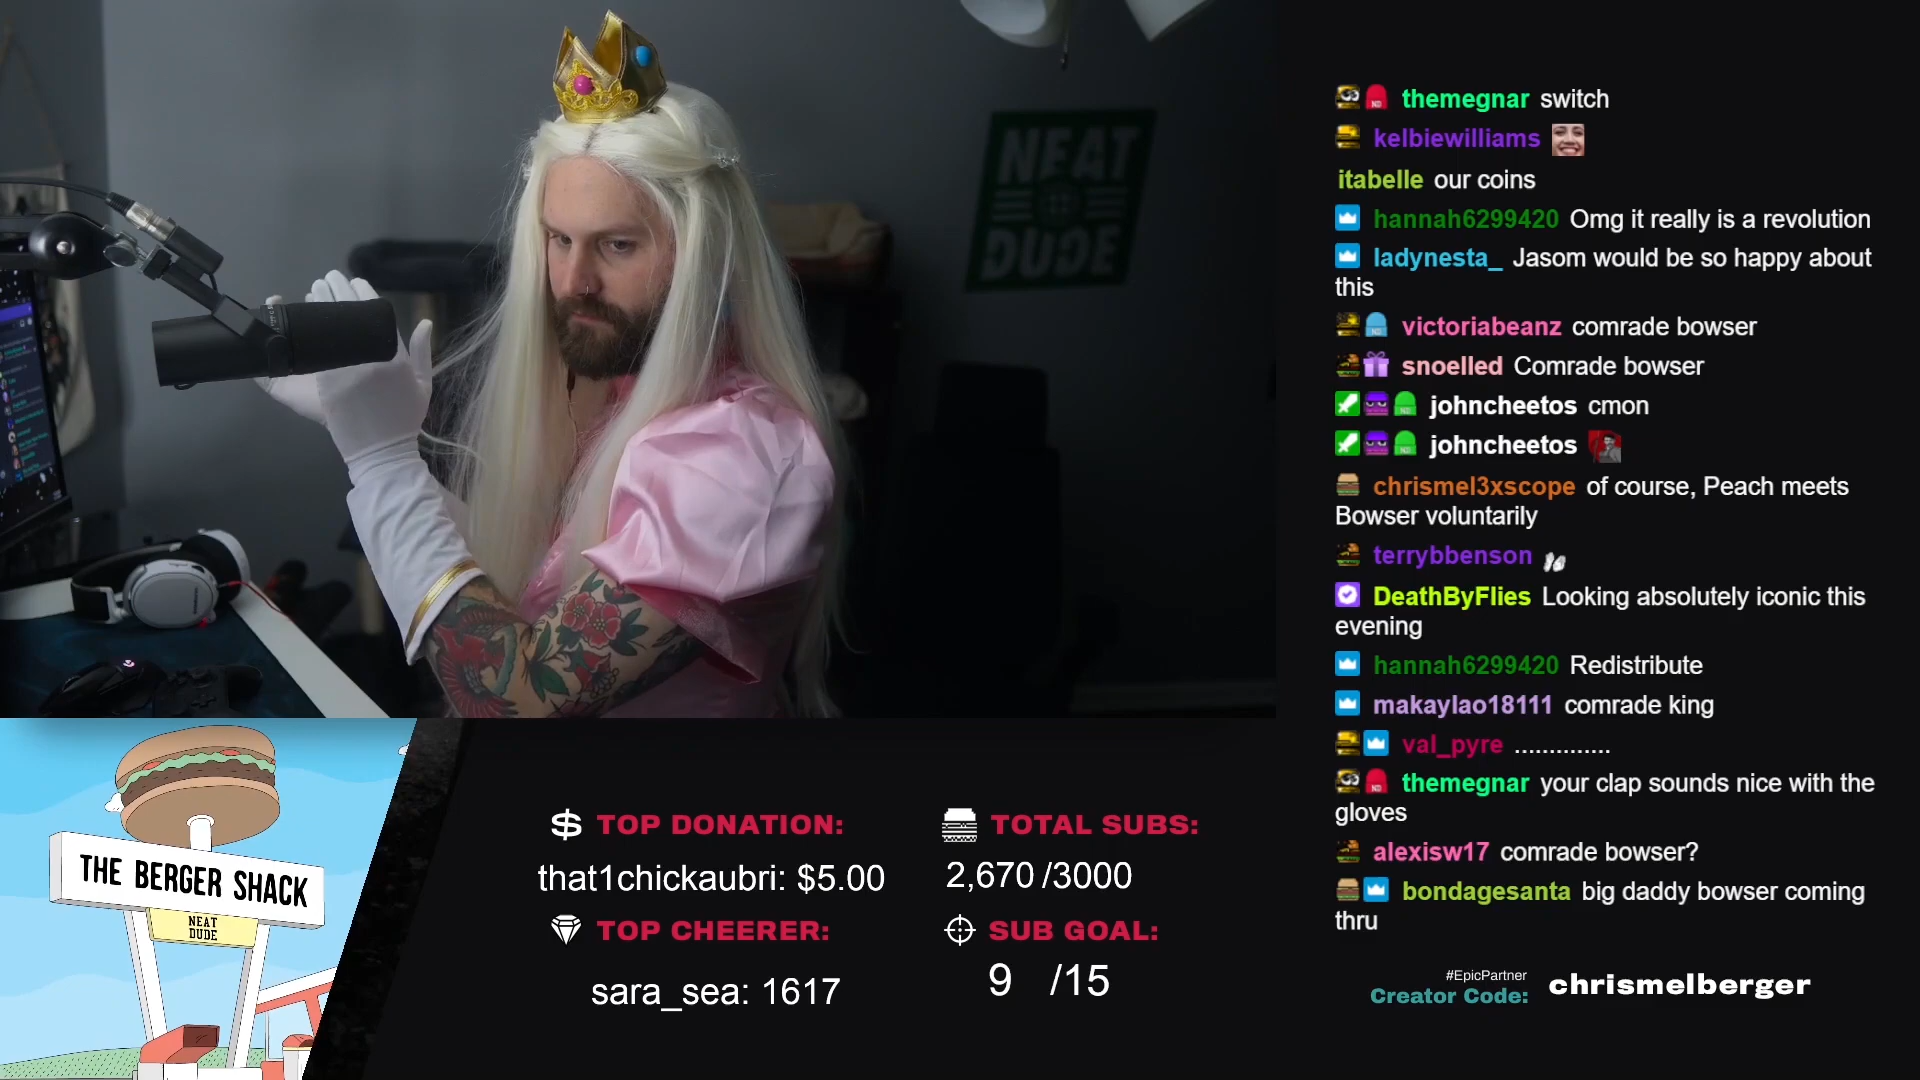 NEAT
DUDE
themegnar switch
kelbiewilliams
itabelle our coins
hannah6299420 Omg it really is a revolution
ladynesta_ Jasom would be so happy about
this
victoriabeanz comrade bowser
snoelled Comrade bowser
johncheetos cmon
johncheetos
chrismel3xscope of course, Peach meets
Bowser voluntarily
terrybbenson
DeathByFlies Looking absolutely iconic this
evening
hannah6299420 Redistribute
makaylao18111 comrade king
val_pyre ..............
themegnar your clap sounds nice with the
gloves
alexisw17 comrade bowser?
bondagesanta big daddy bowser coming
thru
THE BERGER SHACK
NEAT
DUDE
TOP DONATION:
that1chickaubri: $5.00
TOP CHEERER:
sara_sea: 1617
TOTAL SUBS:
2,670 /3000
SUB GOAL:
9 /15
#EpicPartner
Creator Code: chrismelberger